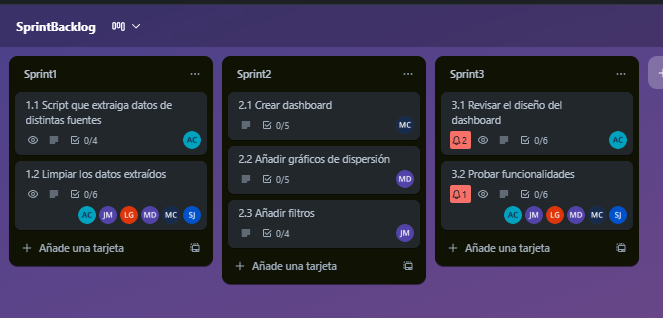 SprintBacklog
Sprint1
1.1 Script que extraiga datos de
distintas fuentes
0/4
AC
1.2 Limpiar los datos extraídos
0/6
AC JM LG MD MC SJ
Añade una tarjeta
Sprint2
2.1 Crear dashboard
0/5
MC
2.2 Añadir gráficos de dispersión
0/5
MD
2.3 Añadir filtros
0/4
JM
Añade una tarjeta
Sprint3
3.1 Revisar el diseño del
dashboard
2
0/6
AC
3.2 Probar funcionalidades
1
0/6
AC JM LG MD MC SJ
Añade una tarjeta